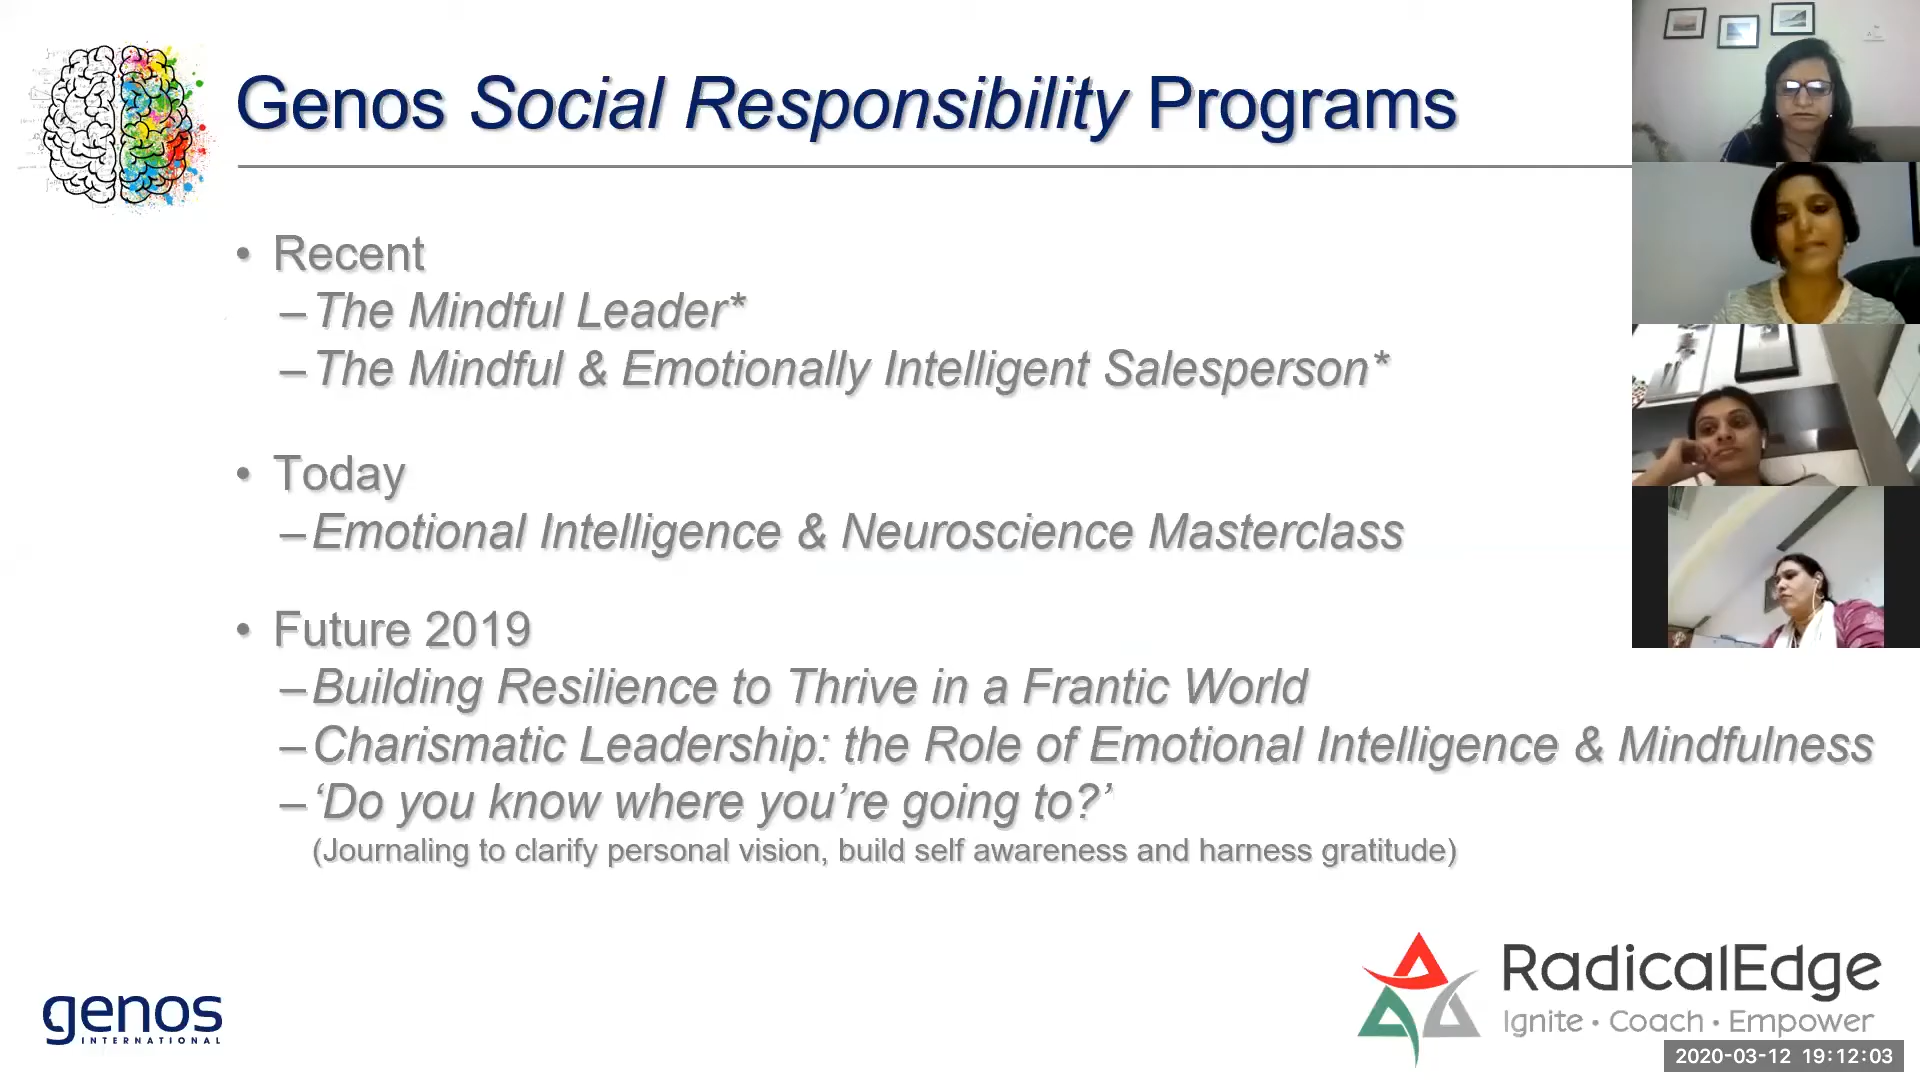 Genos Social Responsibility Programs
• Recent
– The Mindful Leader*
– The Mindful & Emotionally Intelligent Salesperson*
• Today
– Emotional Intelligence & Neuroscience Masterclass
• Future 2019
– Building Resilience to Thrive in a Frantic World
– Charismatic Leadership: the Role of Emotional Intelligence & Mindfulness
– ‘Do you know where you’re going to?’
(Journaling to clarify personal vision, build self awareness and harness gratitude)
genos
INTERNATIONAL
RadicalEdge
Ignite • Coach • Empower
2020-03-12 19:12:03